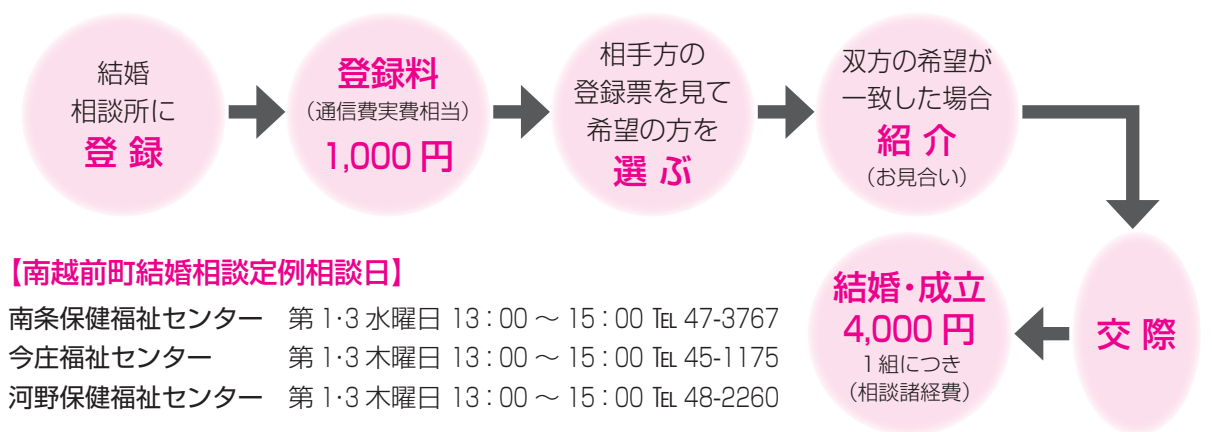 結婚
相談所に
登 録
登録料
（通信費実費相当）
1,000 円
相手方の
登録票を見て
希望の方を
選 ぶ
双方の希望が
一致した場合
紹 介
（お見合い）
交 際
結婚・成立
4,000 円
1 組につき
（相談諸経費）
【南越前町結婚相談定例相談日】
南条保健福祉センター 第 1・3 水曜日 13：00 ～ 15：00 ℡ 47-3767
今庄福祉センター 第 1・3 木曜日 13：00 ～ 15：00 ℡ 45-1175
河野保健福祉センター 第 1・3 木曜日 13：00 ～ 15：00 ℡ 48-2260